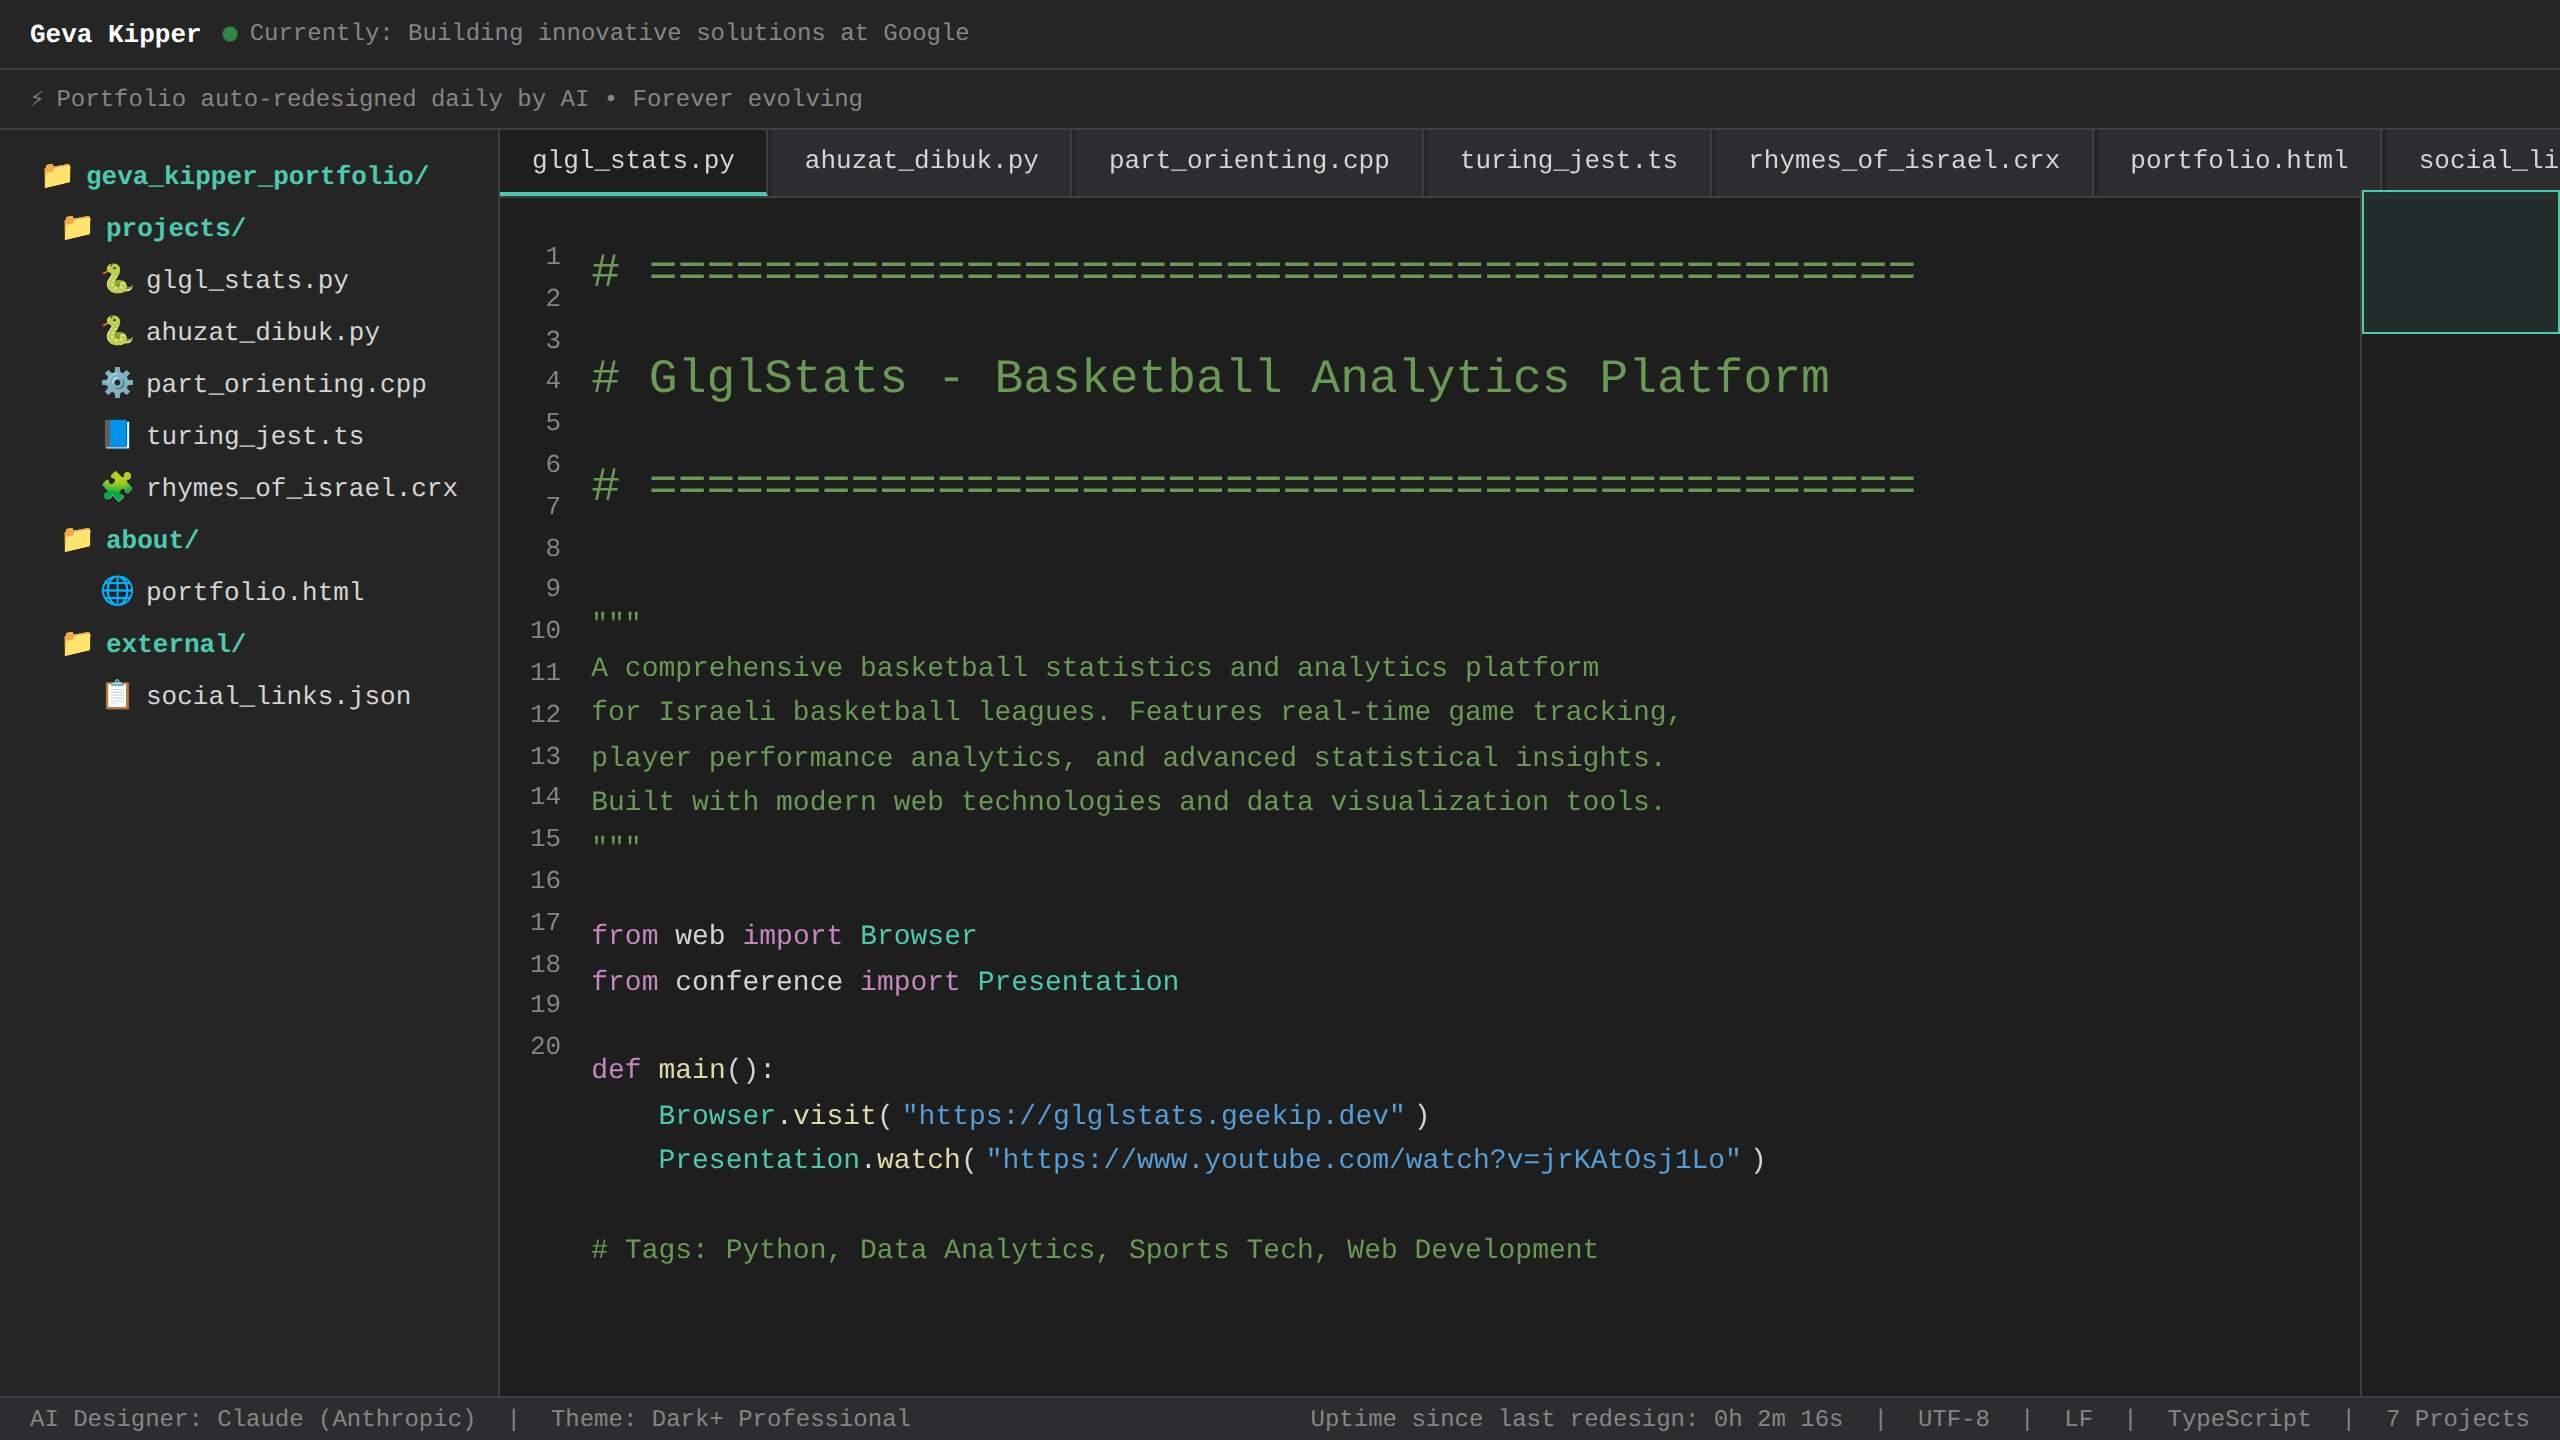 Geva Kipper Currently: Building innovative solutions at Google
⚡ Portfolio auto-redesigned daily by AI • Forever evolving
geva_kipper_portfolio/
projects/
glgl_stats.py
ahuzat_dibuk.py
part_orienting.cpp
turing_jest.ts
rhymes_of_israel.crx
about/
portfolio.html
external/
social_links.json
glgl_stats.py ahuzat_dibuk.py part_orienting.cpp turing_jest.ts rhymes_of_israel.crx portfolio.html social_li
1
2
3
4
5
6
7
8
9
10
11
12
13
14
15
16
17
18
19
20
# ============================================
# GlglStats - Basketball Analytics Platform
# ============================================
"""
A comprehensive basketball statistics and analytics platform
for Israeli basketball leagues. Features real-time game tracking,
player performance analytics, and advanced statistical insights.
Built with modern web technologies and data visualization tools.
"""
from web import Browser
from conference import Presentation
def main():
Browser.visit("https://glglstats.geekip.dev")
Presentation.watch("https://www.youtube.com/watch?v=jrKAtOsj1Lo")
# Tags: Python, Data Analytics, Sports Tech, Web Development
AI Designer: Claude (Anthropic) | Theme: Dark+ Professional Uptime since last redesign: 0h 2m 16s | UTF-8 | LF | TypeScript | 7 Projects